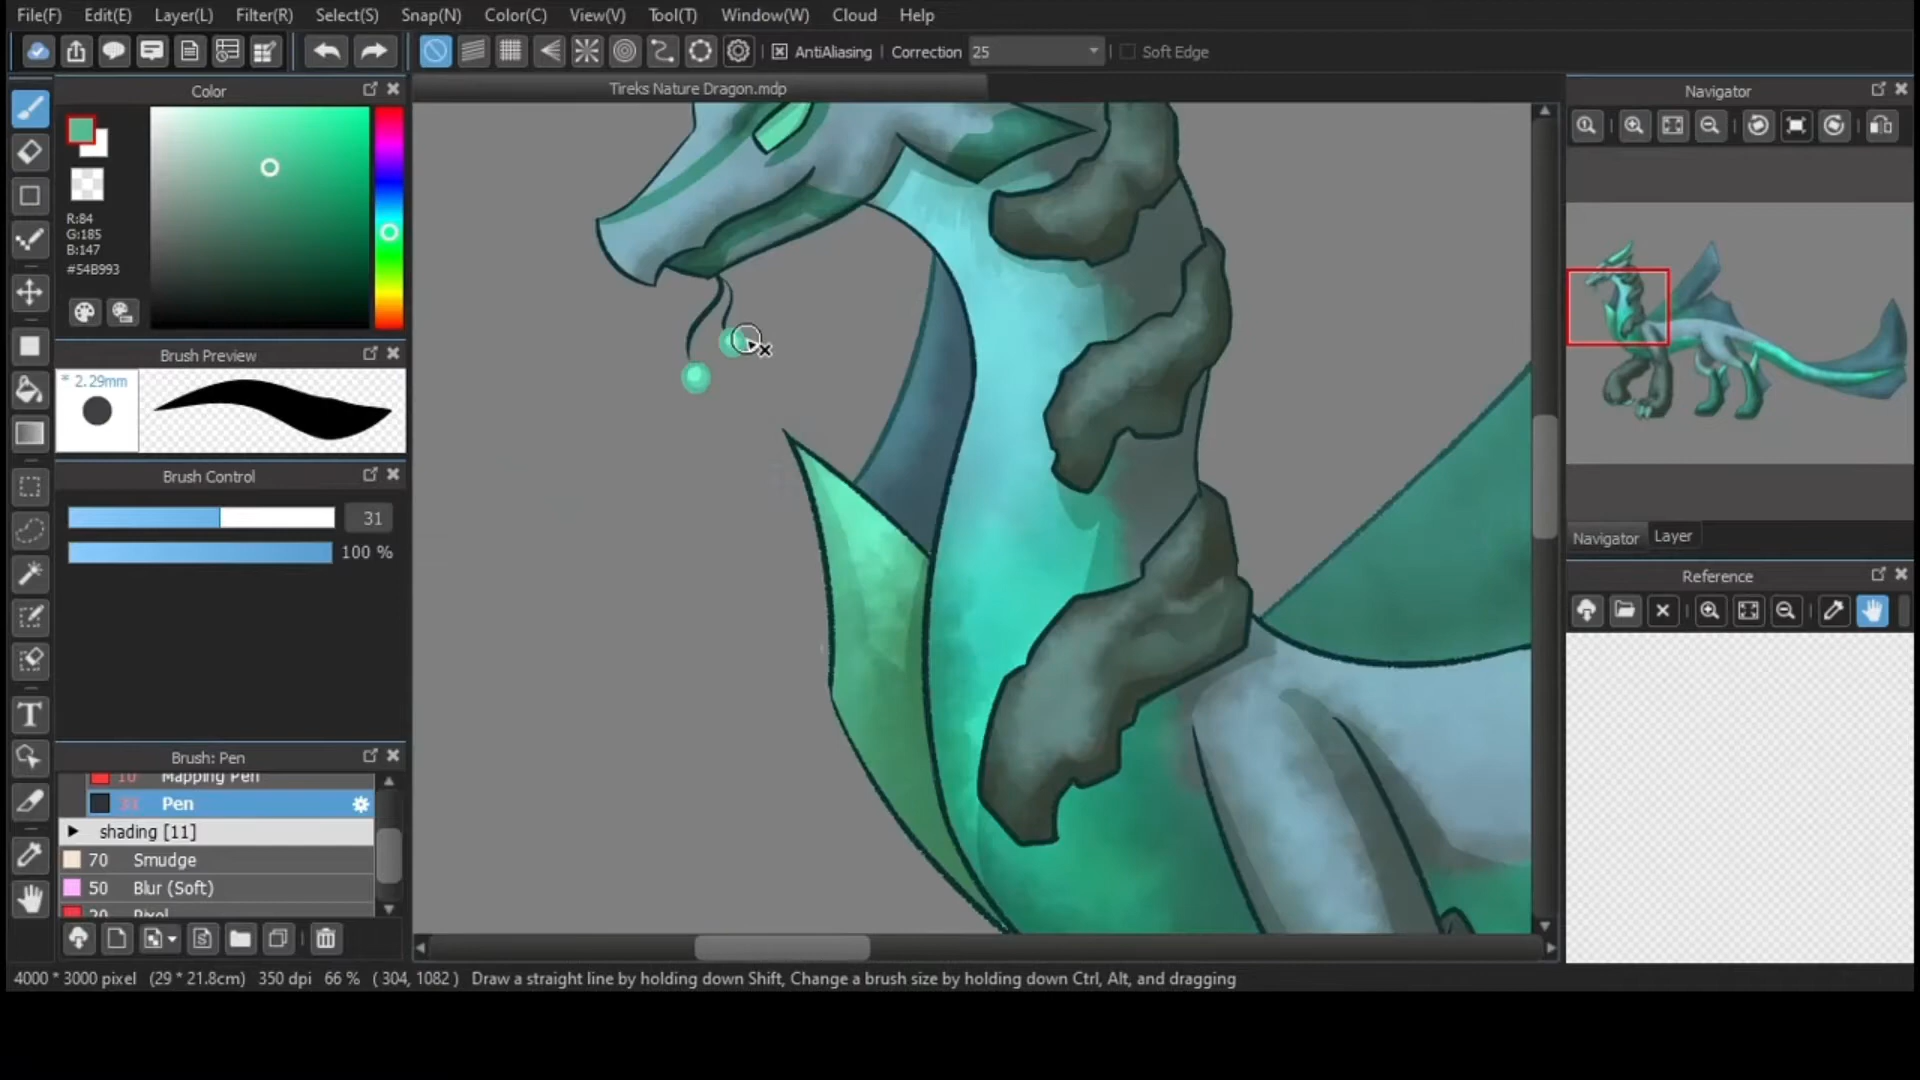 File(F) Edit(E) Layer(L) Filter(R) Select(S) Snap(N) Color(C) View(V) Tool(T) Window(W) Cloud Help
AntiAliasing Correction 25 Soft Edge
Color
Tireks Nature Dragon.mdp
Navigator
R:84
G:185
B:147
#54B993
Brush Preview
* 2.29mm
Brush Control
31
100 %
Navigator Layer
Reference
Brush: Pen
10 Mapping Pen
31 Pen
shading [11]
70 Smudge
50 Blur (Soft)
20 Pixel
4000 * 3000 pixel (29 * 21.8cm) 350 dpi 66 % ( 304, 1082 ) Draw a straight line by holding down Shift, Change a brush size by holding down Ctrl, Alt, and dragging